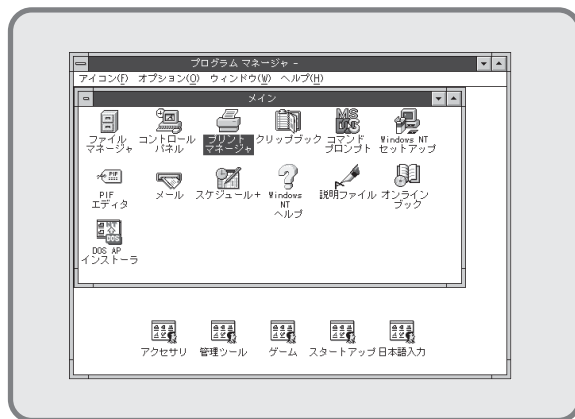 プログラム マネージャ -
アイコン(F) オプション(O) ウィンドウ(W) ヘルプ(H)
メイン
ファイル
マネージャ
コントロール
パネル
プリント
マネージャ
クリップブック
MS
DOS
コマンド
プロンプト
Windows NT
セットアップ
PIF
PIF
エディタ
メール
スケジュール+
Windows
NT
ヘルプ
説明ファイル
オンライン
ブック
NT
DOS
DOS AP
インストーラ
アクセサリ
管理ツール
ゲーム
スタートアップ
日本語入力